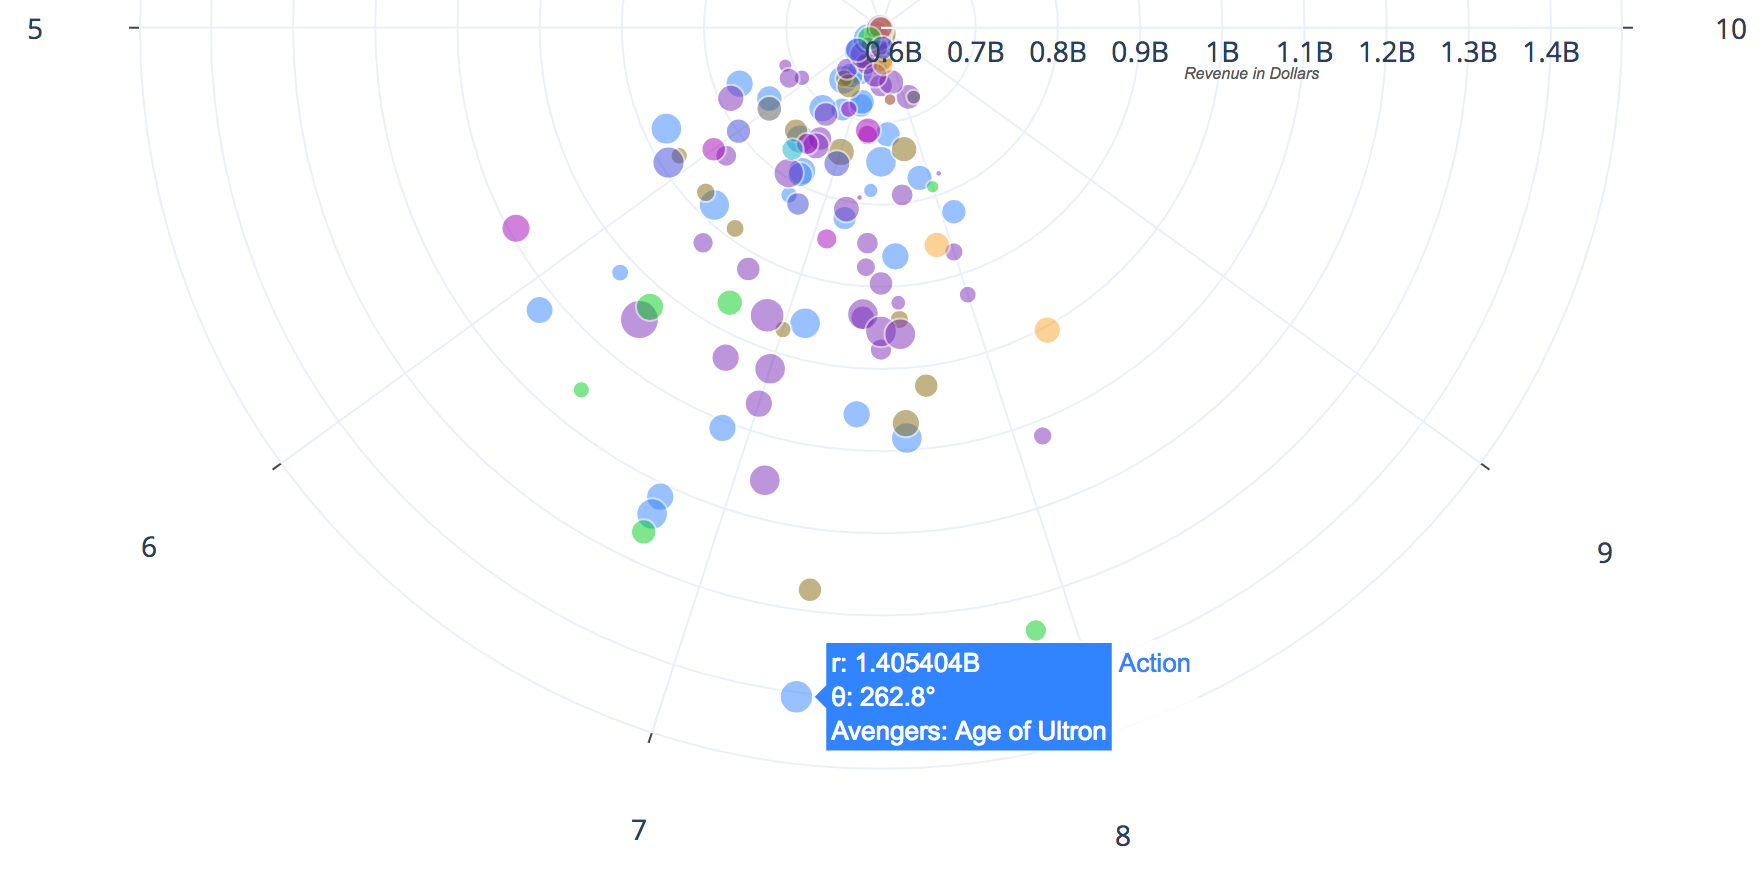 5
10
0.6B 0.7B 0.8B 0.9B 1B 1.1B 1.2B 1.3B 1.4B
Revenue in Dollars
6
9
r: 1.405404B
θ: 262.8°
Avengers: Age of Ultron
Action
7
8